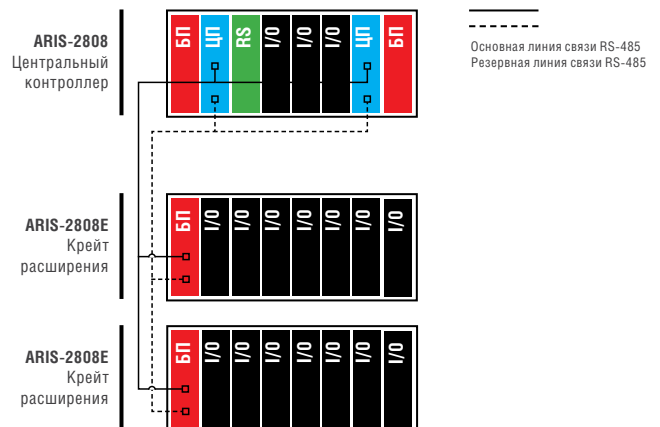 ARIS-2808
Центральный
контроллер
БП
ЦП
RS
I/O
I/O
I/O
ЦП
БП
Основная линия связи RS-485
Резервная линия связи RS-485
ARIS-2808E
Крейт
расширения
БП
I/O
I/O
I/O
I/O
I/O
I/O
I/O
ARIS-2808E
Крейт
расширения
БП
I/O
I/O
I/O
I/O
I/O
I/O
I/O